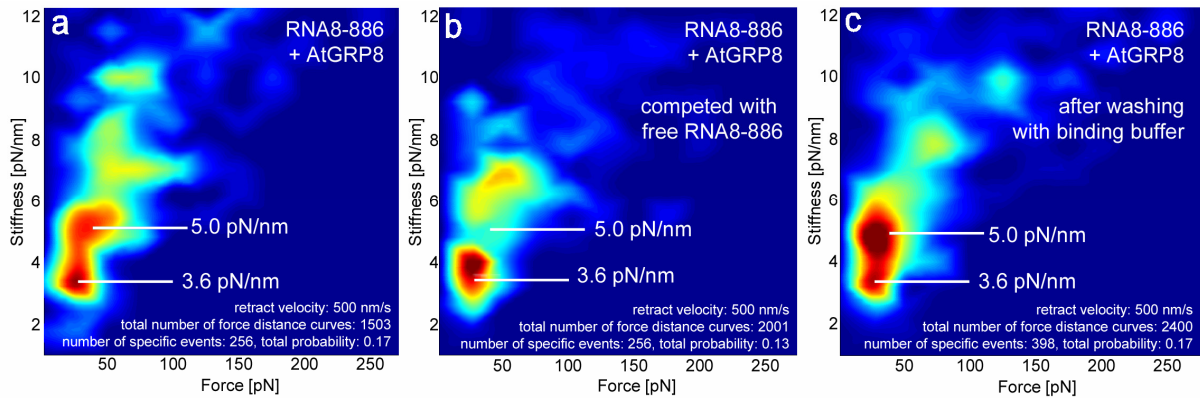 a
RNA8-886
+ AtGRP8
5.0 pN/nm
3.6 pN/nm
retract velocity: 500 nm/s
total number of force distance curves: 1503
number of specific events: 256, total probability: 0.17
Stiffness [pN/nm]
12
10
8
6
4
2
50
100
150
200
250
Force [pN]
b
RNA8-886
+ AtGRP8
competed with
free RNA8-886
5.0 pN/nm
3.6 pN/nm
retract velocity: 500 nm/s
total number of force distance curves: 2001
number of specific events: 256, total probability: 0.13
Stiffness [pN/nm]
12
10
8
6
4
2
50
100
150
200
250
Force [pN]
c
RNA8-886
+ AtGRP8
after washing
with binding buffer
5.0 pN/nm
3.6 pN/nm
retract velocity: 500 nm/s
total number of force distance curves: 2400
number of specific events: 398, total probability: 0.17
Stiffness [pN/nm]
12
10
8
6
4
2
50
100
150
200
250
Force [pN]